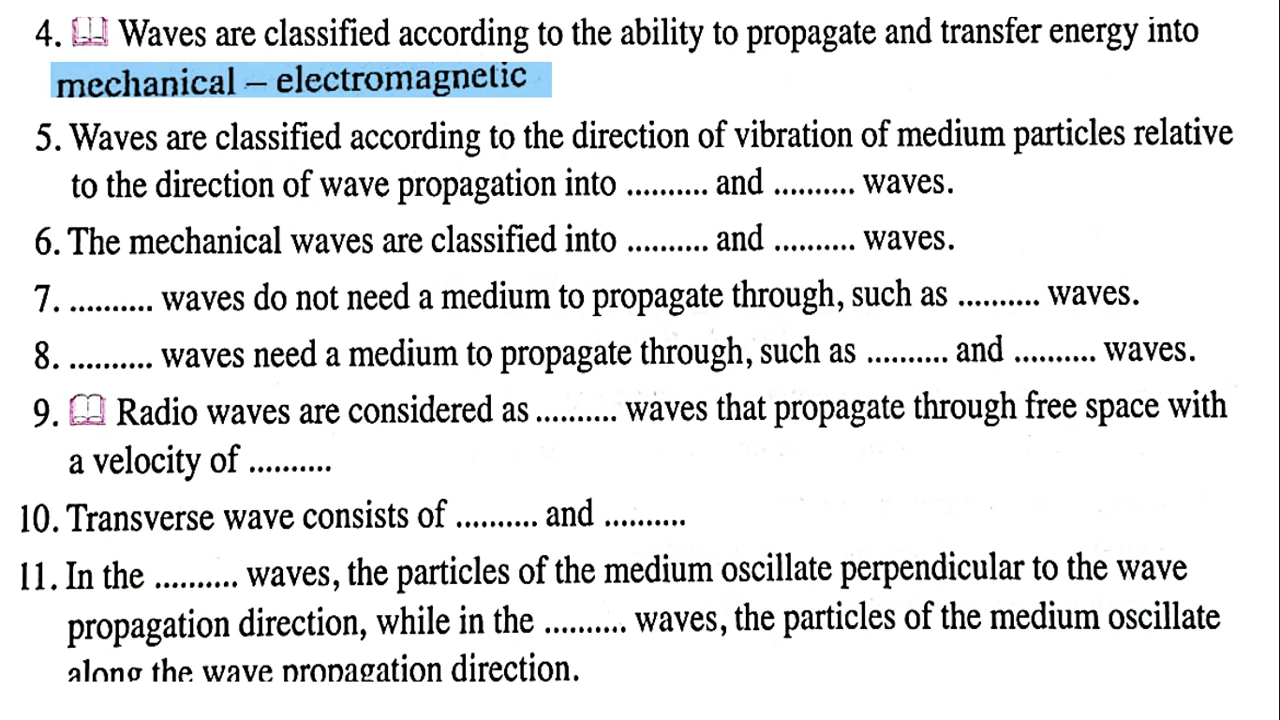 4. Waves are classified according to the ability to propagate and transfer energy into
mechanical – electromagnetic
5. Waves are classified according to the direction of vibration of medium particles relative
to the direction of wave propagation into .......... and .......... waves.
6. The mechanical waves are classified into .......... and .......... waves.
7. .......... waves do not need a medium to propagate through, such as .......... waves.
8. .......... waves need a medium to propagate through, such as .......... and .......... waves.
9. Radio waves are considered as .......... waves that propagate through free space with
a velocity of ..........
10. Transverse wave consists of .......... and ..........
11. In the .......... waves, the particles of the medium oscillate perpendicular to the wave
propagation direction, while in the .......... waves, the particles of the medium oscillate
along the wave propagation direction.